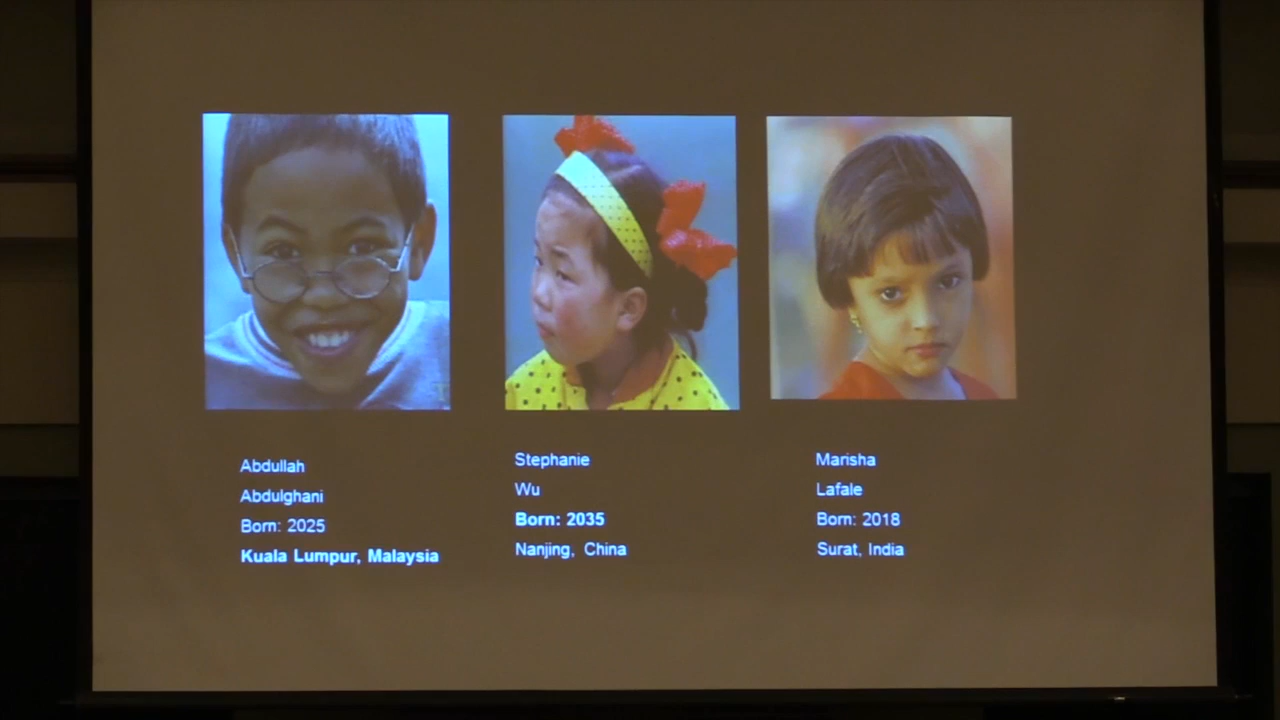 Abdullah
Abdulghani
Born: 2025
Kuala Lumpur, Malaysia
Stephanie
Wu
Born: 2035
Nanjing, China
Marisha
Lafale
Born: 2018
Surat, India